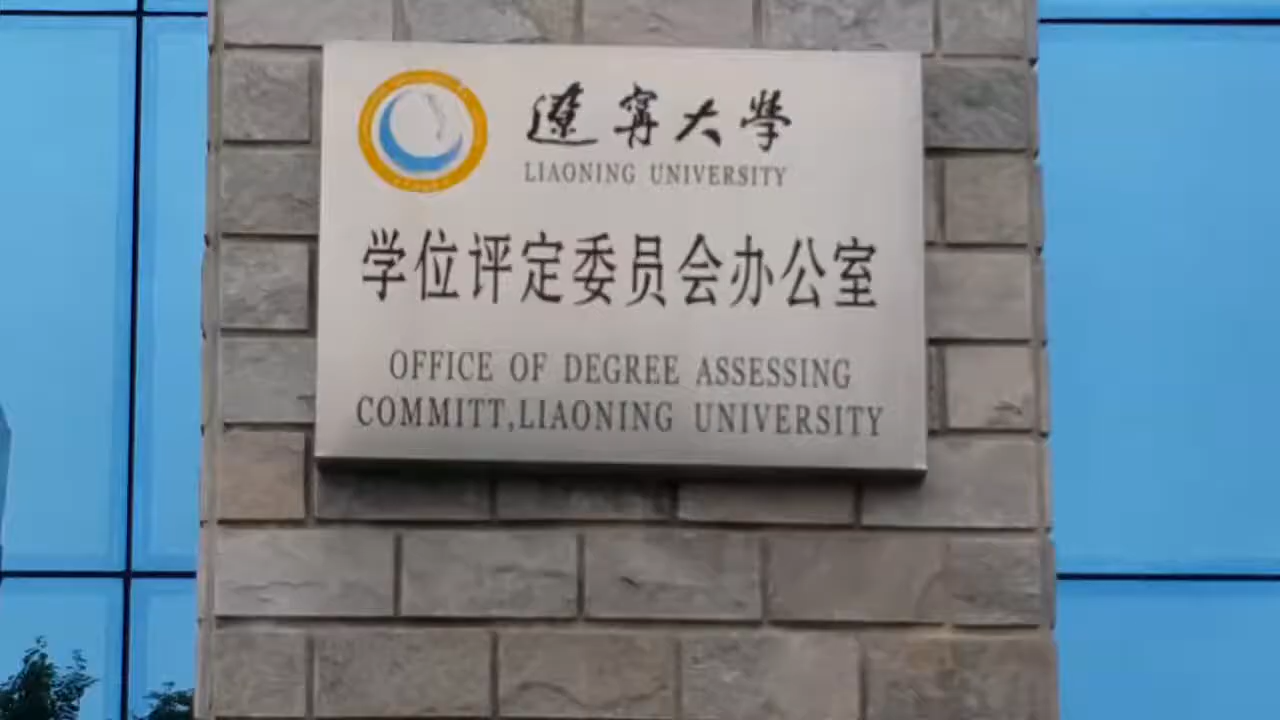 遼寧大學
LIAONING UNIVERSITY
学位评定委员会办公室
OFFICE OF DEGREE ASSESSING
COMMITT,LIAONING UNIVERSITY